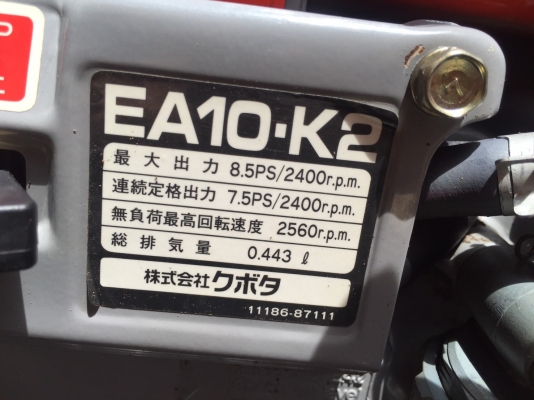 EA10-K2
最大出力 8.5PS/2400r.p.m.
連続定格出力 7.5PS/2400r.p.m.
無負荷最高回転速度 2560r.p.m.
総排気量 0.443 ℓ
株式会社クボタ
11186-87111